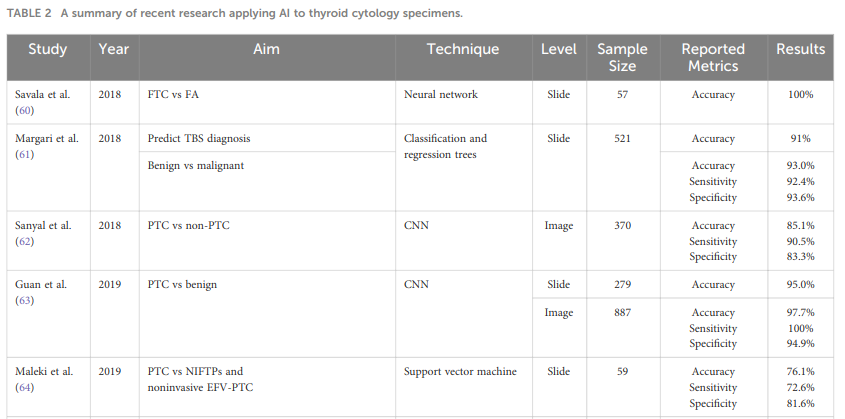 TABLE 2 A summary of recent research applying AI to thyroid cytology specimens.
Study Year Aim Technique Level Sample Size Reported Metrics Results
Savala et al. (60) 2018 FTC vs FA Neural network Slide 57 Accuracy 100%
Margari et al. (61) 2018 Predict TBS diagnosis Classification and regression trees Slide 521 Accuracy 91%
Benign vs malignant Accuracy 93.0%
Sensitivity 92.4%
Specificity 93.6%
Sanyal et al. (62) 2018 PTC vs non-PTC CNN Image 370 Accuracy 85.1%
Sensitivity 90.5%
Specificity 83.3%
Guan et al. (63) 2019 PTC vs benign CNN Slide 279 Accuracy 95.0%
Image 887 Accuracy 97.7%
Sensitivity 100%
Specificity 94.9%
Maleki et al. (64) 2019 PTC vs NIFTPs and noninvasive EFV-PTC Support vector machine Slide 59 Accuracy 76.1%
Sensitivity 72.6%
Specificity 81.6%